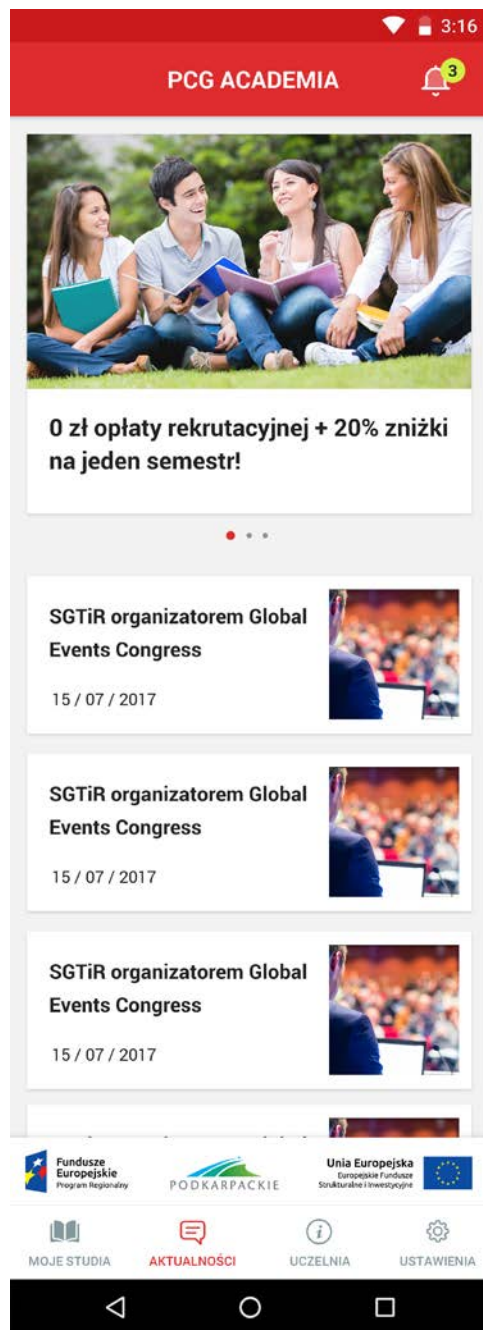 3:16
PCG ACADEMIA
3
0 zł opłaty rekrutacyjnej + 20% zniżki
na jeden semestr!
SGTiR organizatorem Global
Events Congress
15 / 07 / 2017
SGTiR organizatorem Global
Events Congress
15 / 07 / 2017
SGTiR organizatorem Global
Events Congress
15 / 07 / 2017
Fundusze
Europejskie
Program Regionalny
PODKARPACKIE
Unia Europejska
Europejskie Fundusze
Strukturalne i Inwestycyjne
MOJE STUDIA
AKTUALNOŚCI
UCZELNIA
USTAWIENIA